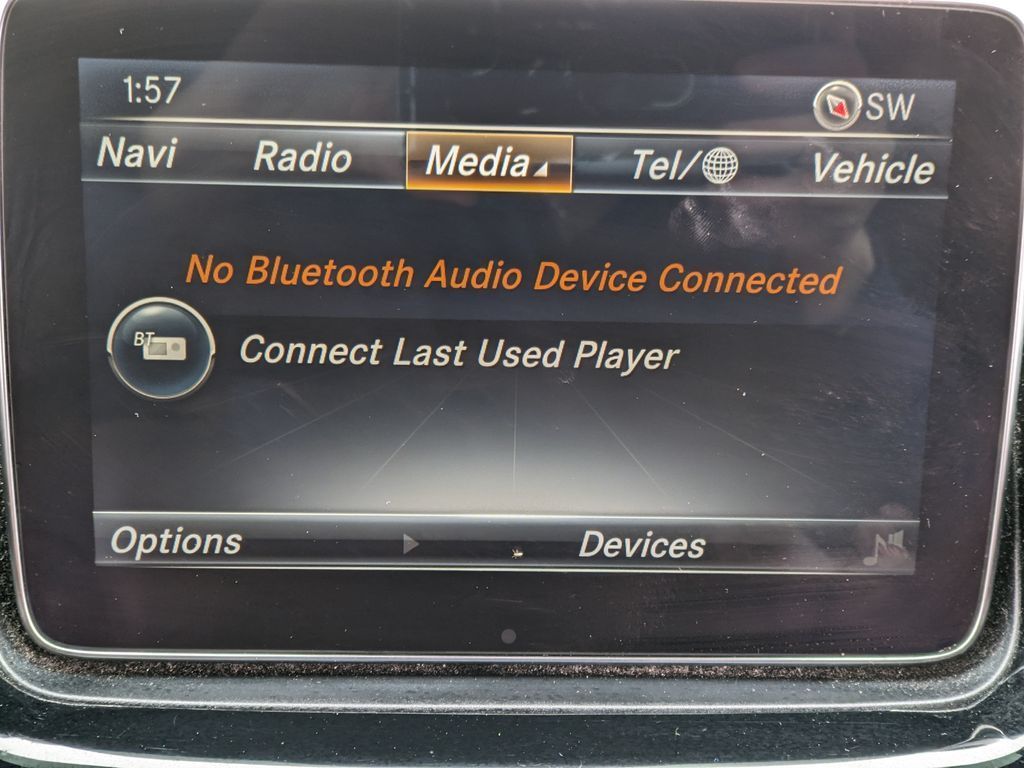 1:57
SW
Navi Radio Media Tel/ Vehicle
No Bluetooth Audio Device Connected
BT
Connect Last Used Player
Options Devices